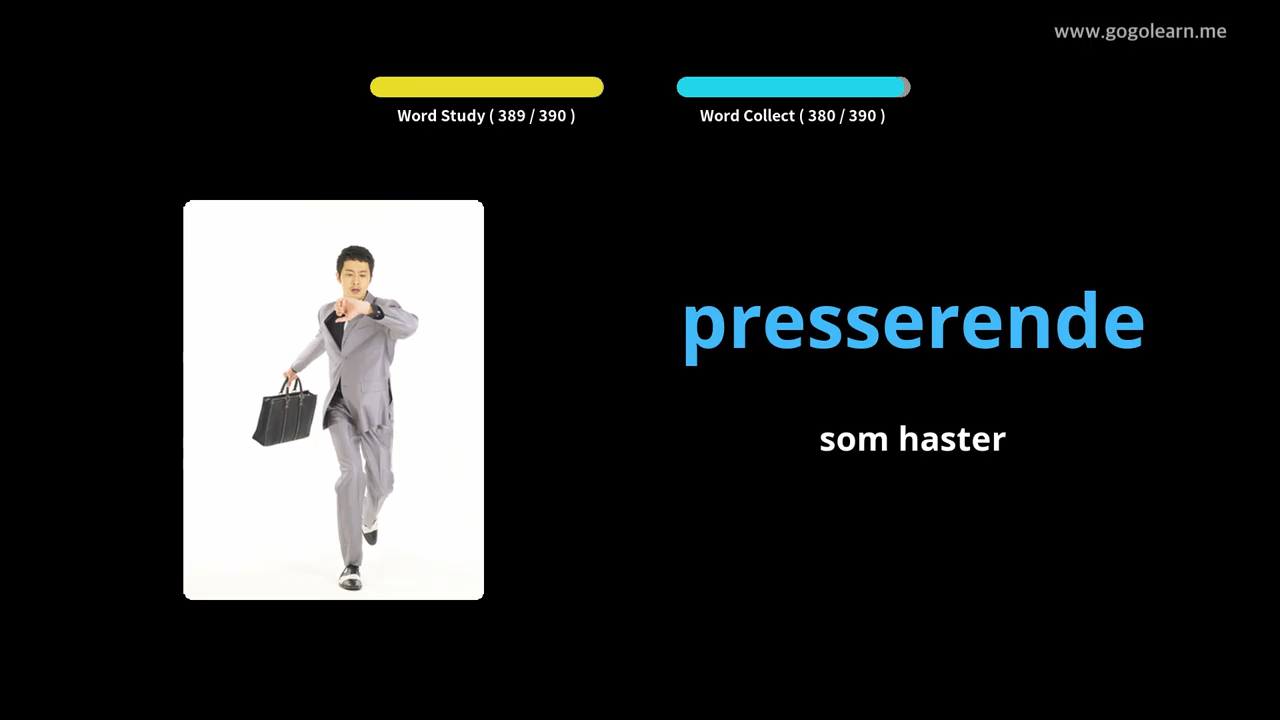 www.gogolearn.me
Word Study ( 389 / 390 )
Word Collect ( 380 / 390 )
presserende
som haster